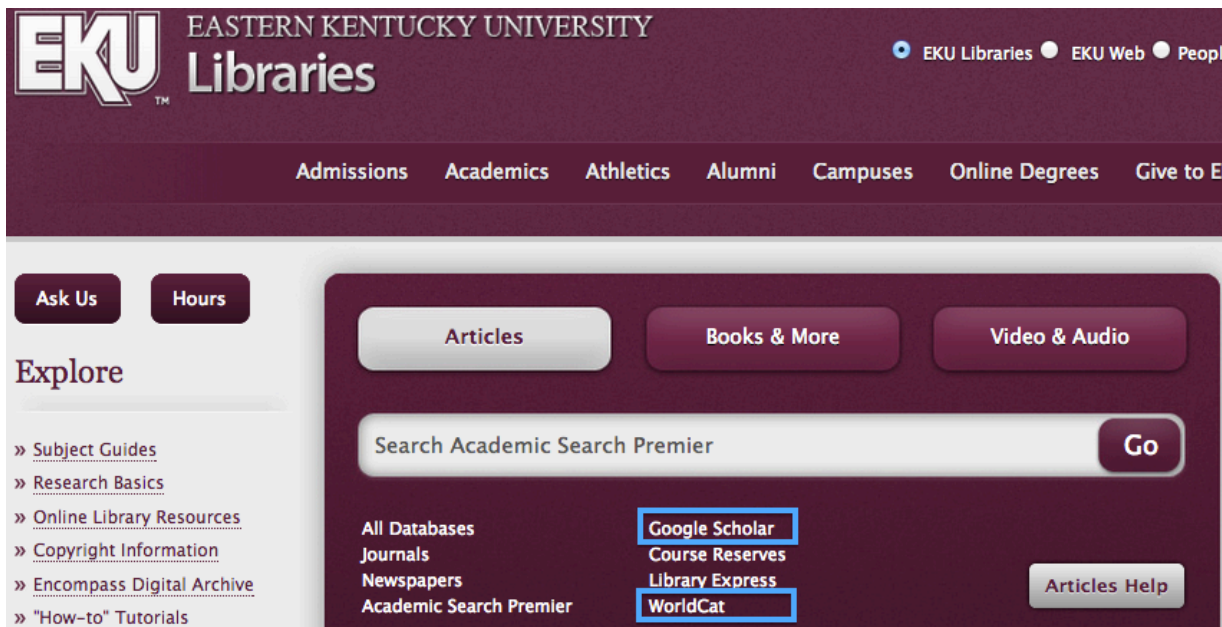 EKU
TM
EASTERN KENTUCKY UNIVERSITY
Libraries
EKU Libraries EKU Web Peopl
Admissions Academics Athletics Alumni Campuses Online Degrees Give to E
Ask Us Hours
Explore
» Subject Guides
» Research Basics
» Online Library Resources
» Copyright Information
» Encompass Digital Archive
» "How-to" Tutorials
Articles Books & More Video & Audio
Search Academic Search Premier Go
All Databases
Journals
Newspapers
Academic Search Premier
Google Scholar
Course Reserves
Library Express
WorldCat
Articles Help